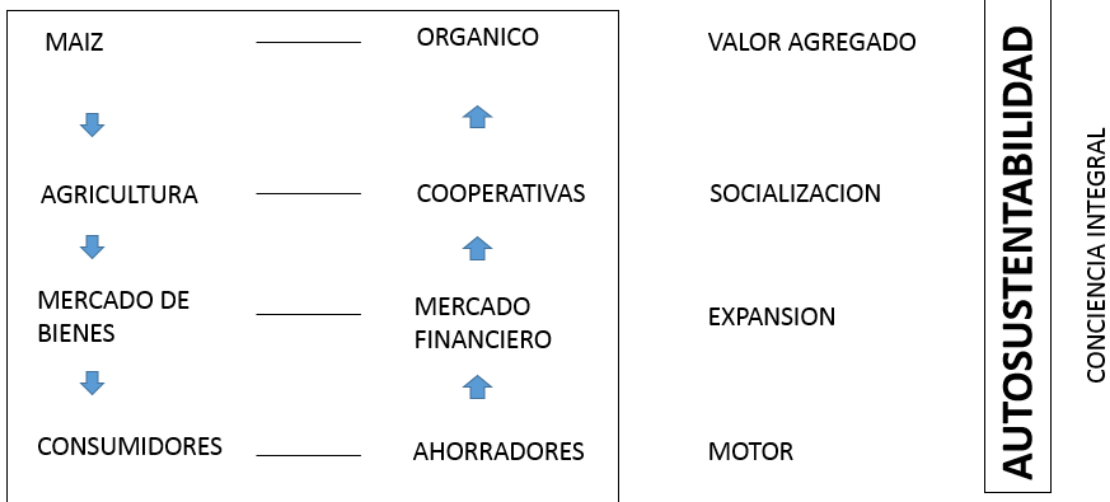 MAIZ
ORGANICO
VALOR AGREGADO
AGRICULTURA
COOPERATIVAS
SOCIALIZACION
MERCADO DE
BIENES
MERCADO
FINANCIERO
EXPANSION
CONSUMIDORES
AHORRADORES
MOTOR
AUTOSUSTENTABILIDAD
CONCIENCIA INTEGRAL